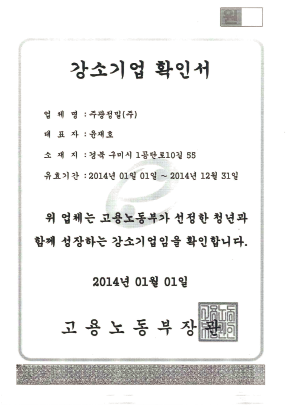 원
강소기업 확인서
업 체 명 : 주광정밀(주)
대 표 자 : 윤재호
소 재 지 : 경북 구미시 1공단로10길 55
유효기간 : 2014년 01월 01일 ~ 2014년 12월 31일
위 업체는 고용노동부가 선정한 청년과
함께 성장하는 강소기업임을 확인합니다.
2014년 01월 01일
고용노동부장관